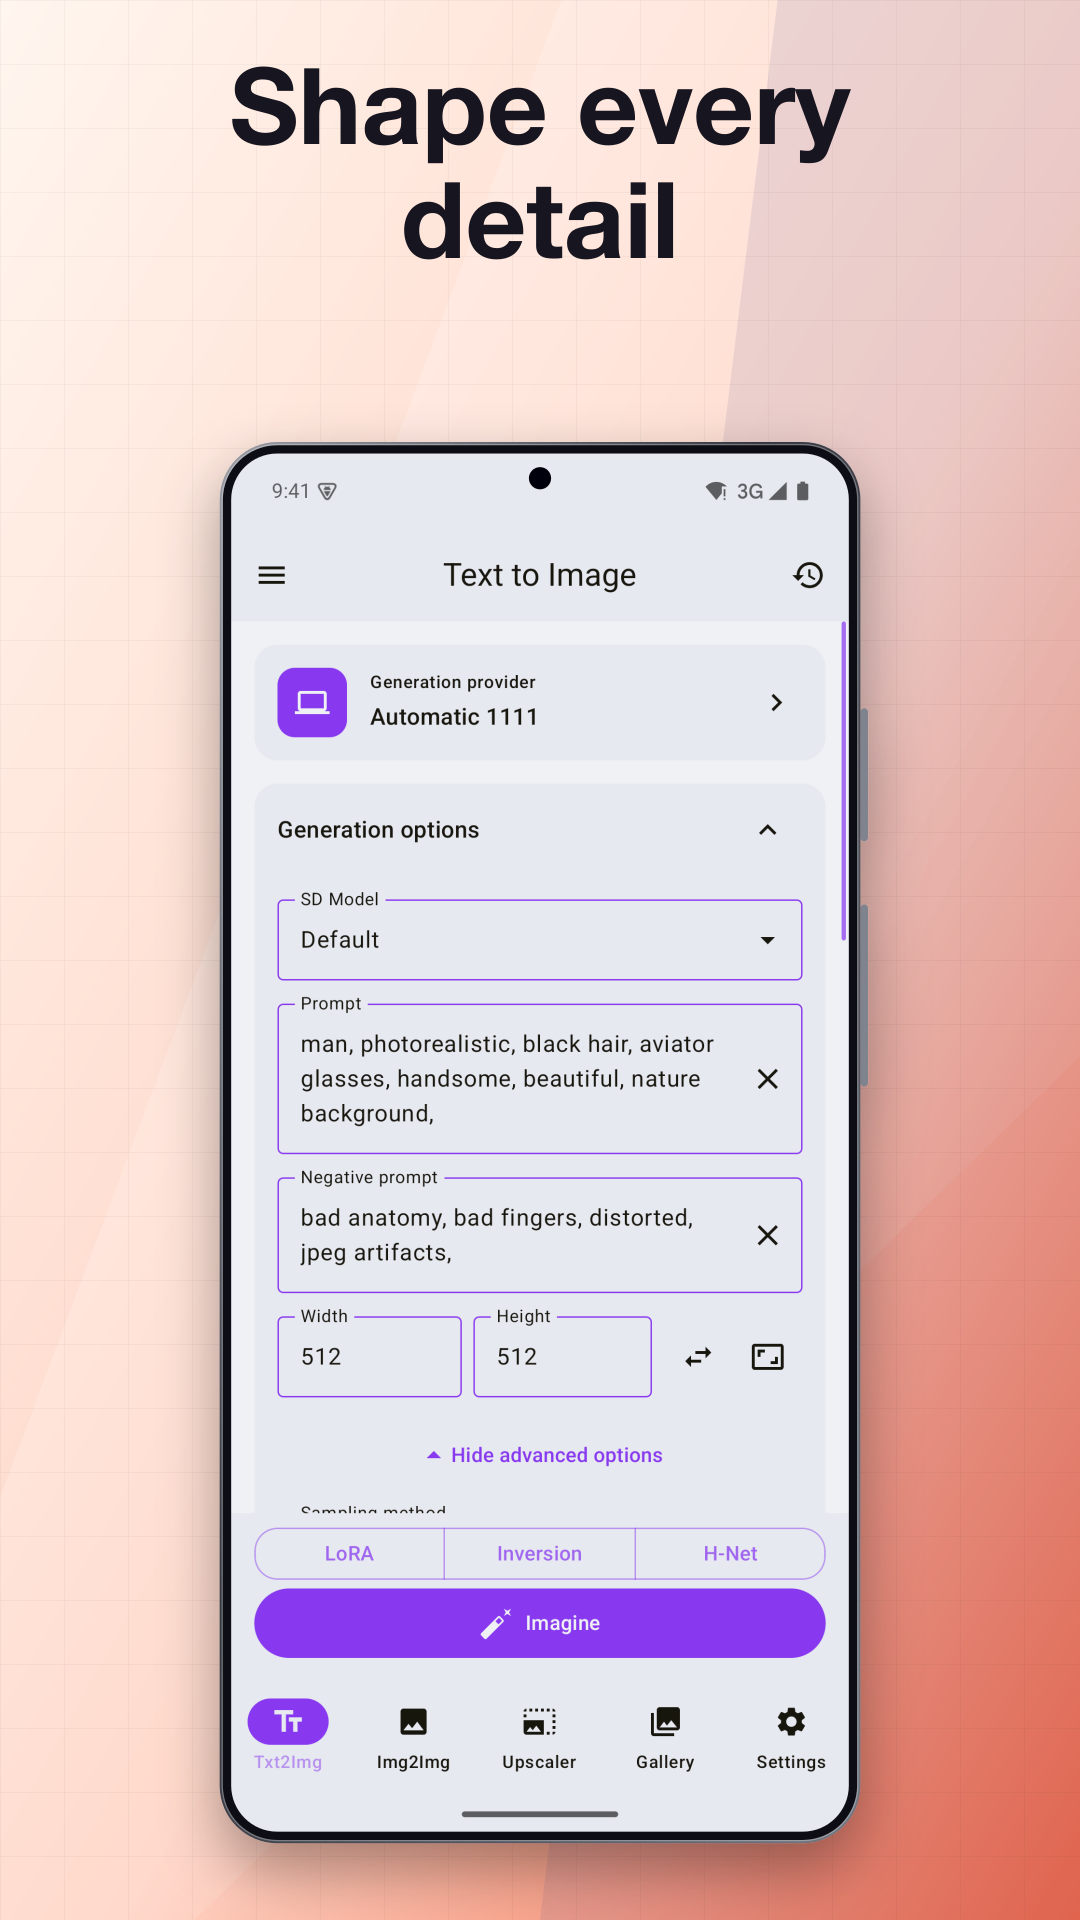 Shape every
detail
9:41
3G
Text to Image
Generation provider
Automatic 1111
Generation options
SD Model
Default
Prompt
man, photorealistic, black hair, aviator
glasses, handsome, beautiful, nature
background,
Negative prompt
bad anatomy, bad fingers, distorted,
jpeg artifacts,
Width
512
Height
512
Hide advanced options
Sampling method
LoRA
Inversion
H-Net
Imagine
Txt2Img
Img2Img
Upscaler
Gallery
Settings